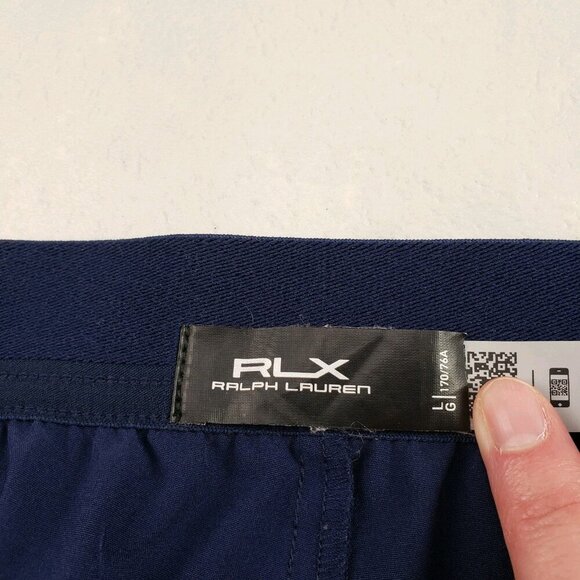 RLX
RALPH LAUREN
L | 170/76A
G